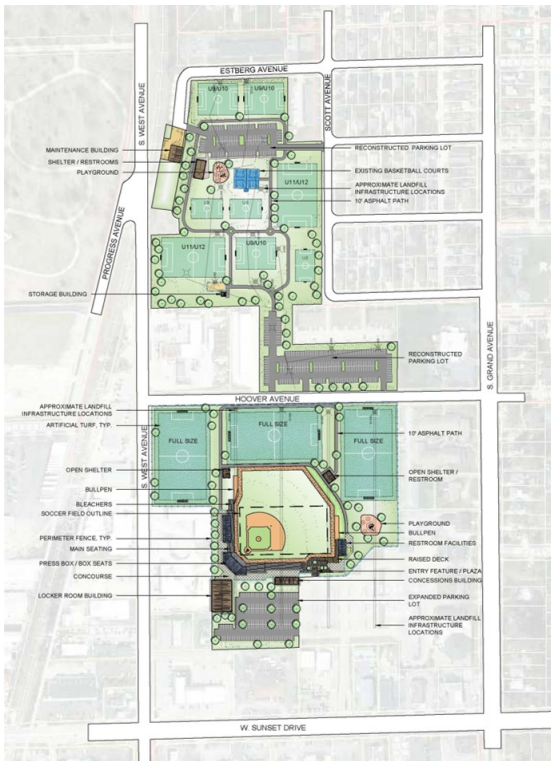 ESTBERG AVENUE
S. WEST AVENUE
SCOTT AVENUE
U9/U10
U9/U10
MAINTENANCE BUILDING
SHELTER / RESTROOMS
PLAYGROUND
RECONSTRUCTED PARKING LOT
EXISTING BASKETBALL COURTS
APPROXIMATE LANDFILL
INFRASTRUCTURE LOCATIONS
10' ASPHALT PATH
U11/U12
U11/U12
U9/U10
PROGRESS AVENUE
STORAGE BUILDING
S. GRAND AVENUE
RECONSTRUCTED
PARKING LOT
HOOVER AVENUE
APPROXIMATE LANDFILL
INFRASTRUCTURE LOCATIONS
ARTIFICIAL TURF, TYP.
S. WEST AVENUE
FULL SIZE
FULL SIZE
FULL SIZE
10' ASPHALT PATH
OPEN SHELTER
BULLPEN
BLEACHERS
SOCCER FIELD OUTLINE
PERIMETER FENCE, TYP.
MAIN SEATING
PRESS BOX / BOX SEATS
CONCOURSE
LOCKER ROOM BUILDING
OPEN SHELTER /
RESTROOM
PLAYGROUND
BULLPEN
RESTROOM FACILITIES
RAISED DECK
ENTRY FEATURE / PLAZA
CONCESSIONS BUILDING
EXPANDED PARKING
LOT
APPROXIMATE LANDFILL
INFRASTRUCTURE
LOCATIONS
W. SUNSET DRIVE